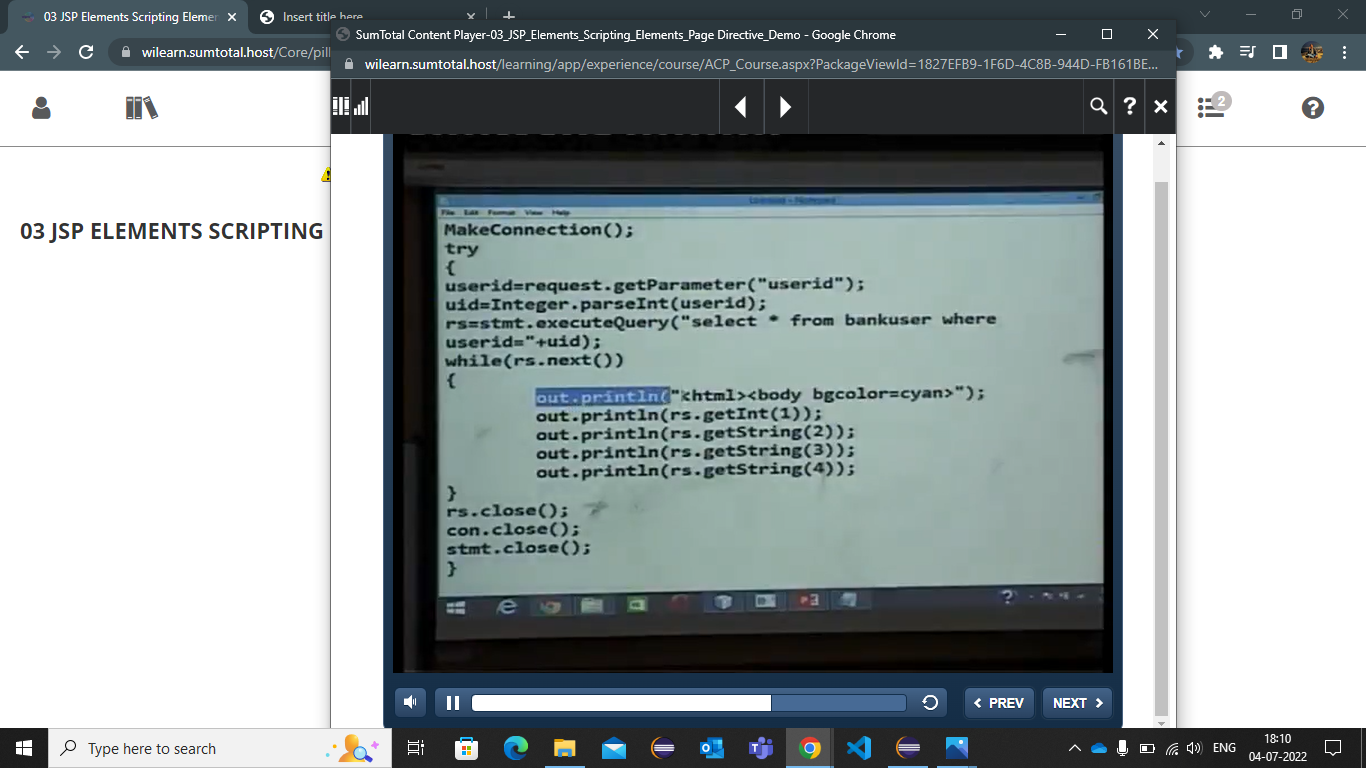 03 JSP Elements Scripting Elemen
Insert title here
SumTotal Content Player-03_JSP_Elements_Scripting_Elements_Page Directive_Demo - Google Chrome
wilearn.sumtotal.host/Core/pil
wilearn.sumtotal.host/learning/app/experience/course/ACP_Course.aspx?PackageViewId=1827EFB9-1F6D-4C8B-944D-FB161BE...
2
03 JSP ELEMENTS SCRIPTING
File Edit Format View Help
MakeConnection();
try
{
userid=request.getParameter("userid");
uid=Integer.parseInt(userid);
rs=stmt.executeQuery("select * from bankuser where
userid="+uid);
while(rs.next())
{
out.println("<html><body bgcolor=cyan>");
out.println(rs.getInt(1));
out.println(rs.getString(2));
out.println(rs.getString(3));
out.println(rs.getString(4));
}
rs.close();
con.close();
stmt.close();
}
PREV
NEXT
Type here to search
ENG
18:10
04-07-2022